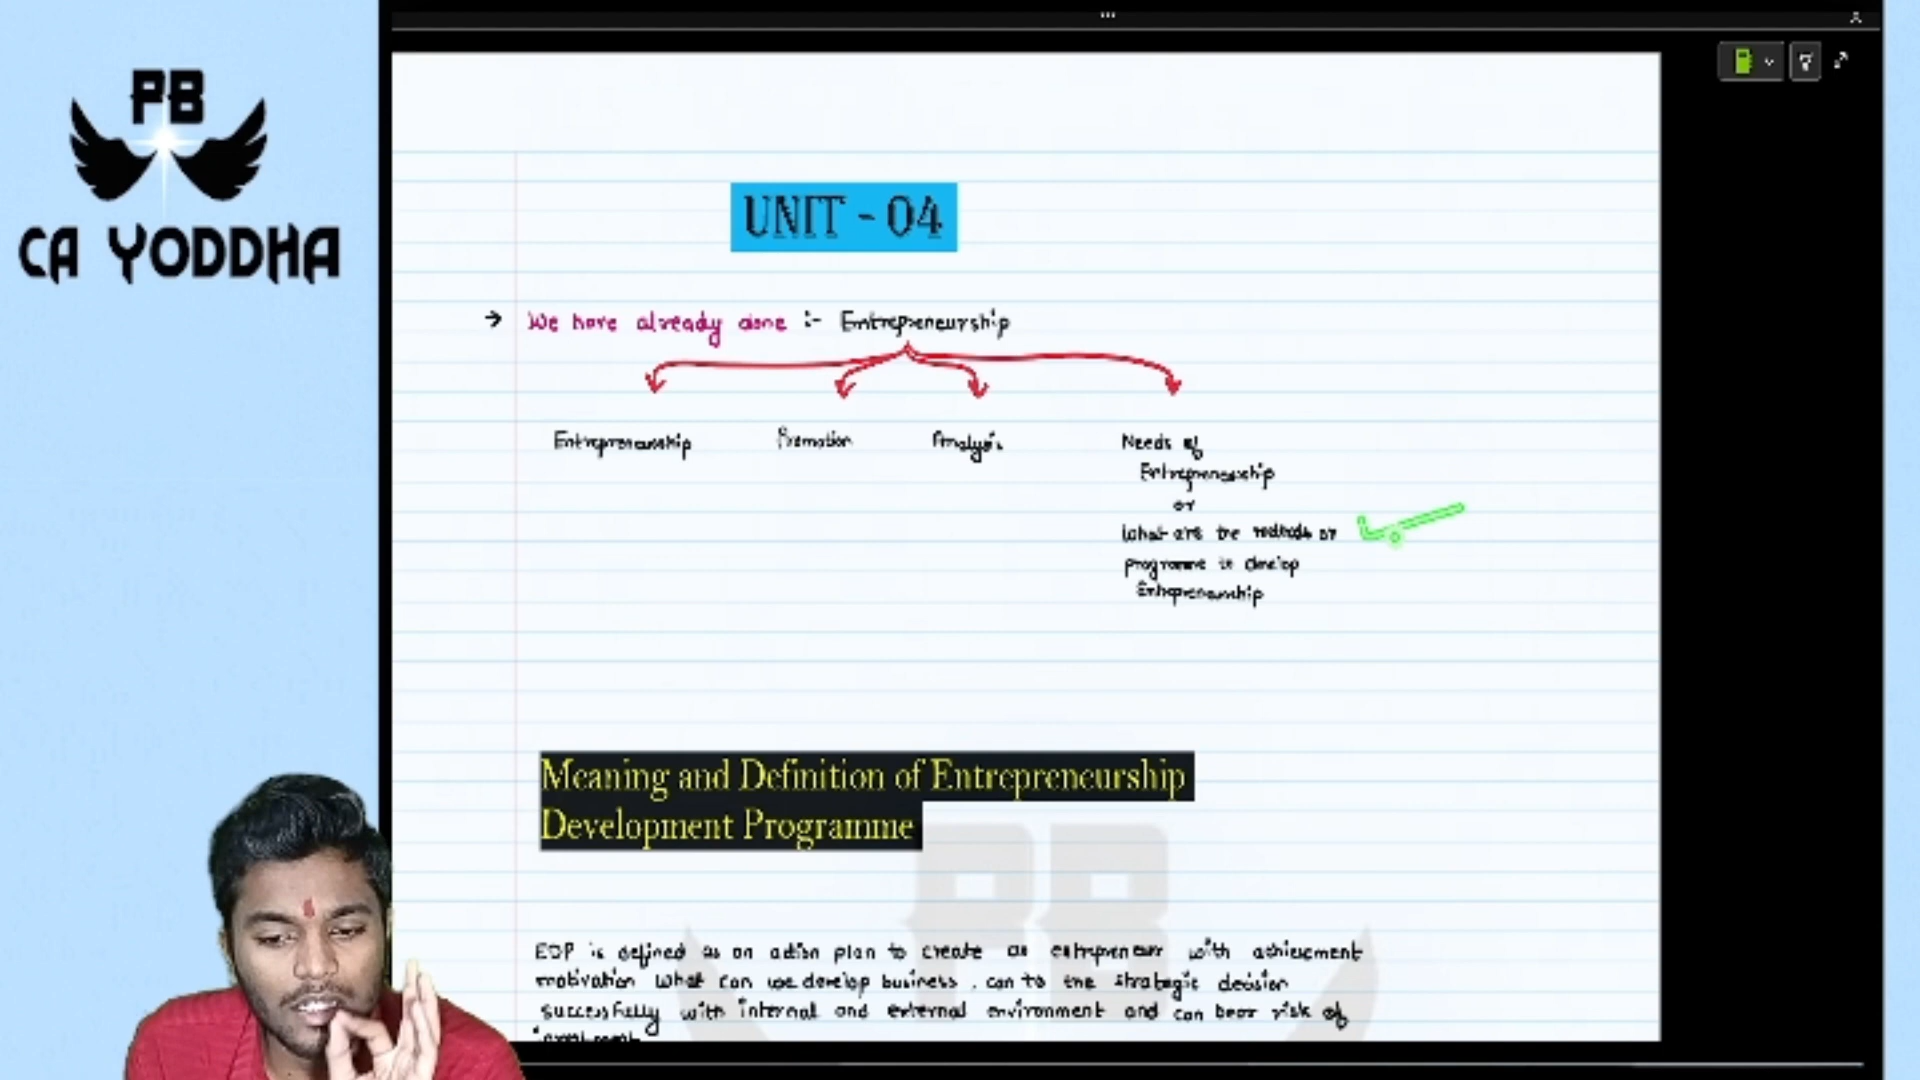 PB
CA YODDHA
UNIT - 04
→ We have already done :- Entrepreneurship
Entrepreneurship Promotion Analysis Needs of
Entrepreneurship
or
What are the methods or
programme to develop
Entrepreneurship
Meaning and Definition of Entrepreneurship
Development Programme
PB
EDP is defined as an action plan to create an entrepreneur with achievement
motivation what can we develop business, can to the strategic decision
successfully with internal and external environment and can bear risk of